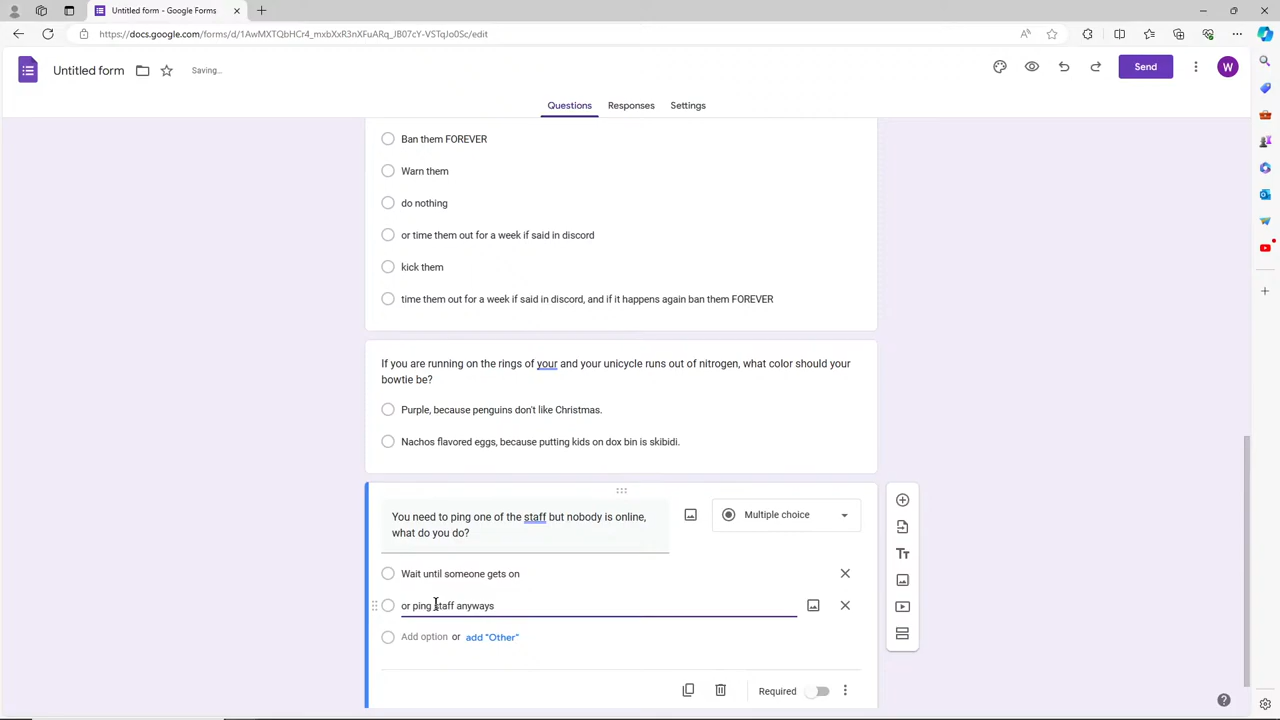 Untitled form - Google Forms
https://docs.google.com/forms/d/1AwMXTQbHCr4_mxbXxR3nXFuARq_JB07cY-VSTqJo0Sc/edit
Untitled form
Saving...
Send
W
Questions
Responses
Settings
Ban them FOREVER
Warn them
do nothing
or time them out for a week if said in discord
kick them
time them out for a week if said in discord, and if it happens again ban them FOREVER
If you are running on the rings of your and your unicycle runs out of nitrogen, what color should your
bowtie be?
Purple, because penguins don't like Christmas.
Nachos flavored eggs, because putting kids on dox bin is skibidi.
You need to ping one of the staff but nobody is online,
what do you do?
Multiple choice
Wait until someone gets on
or ping staff anyways
Add option or add "Other"
Required